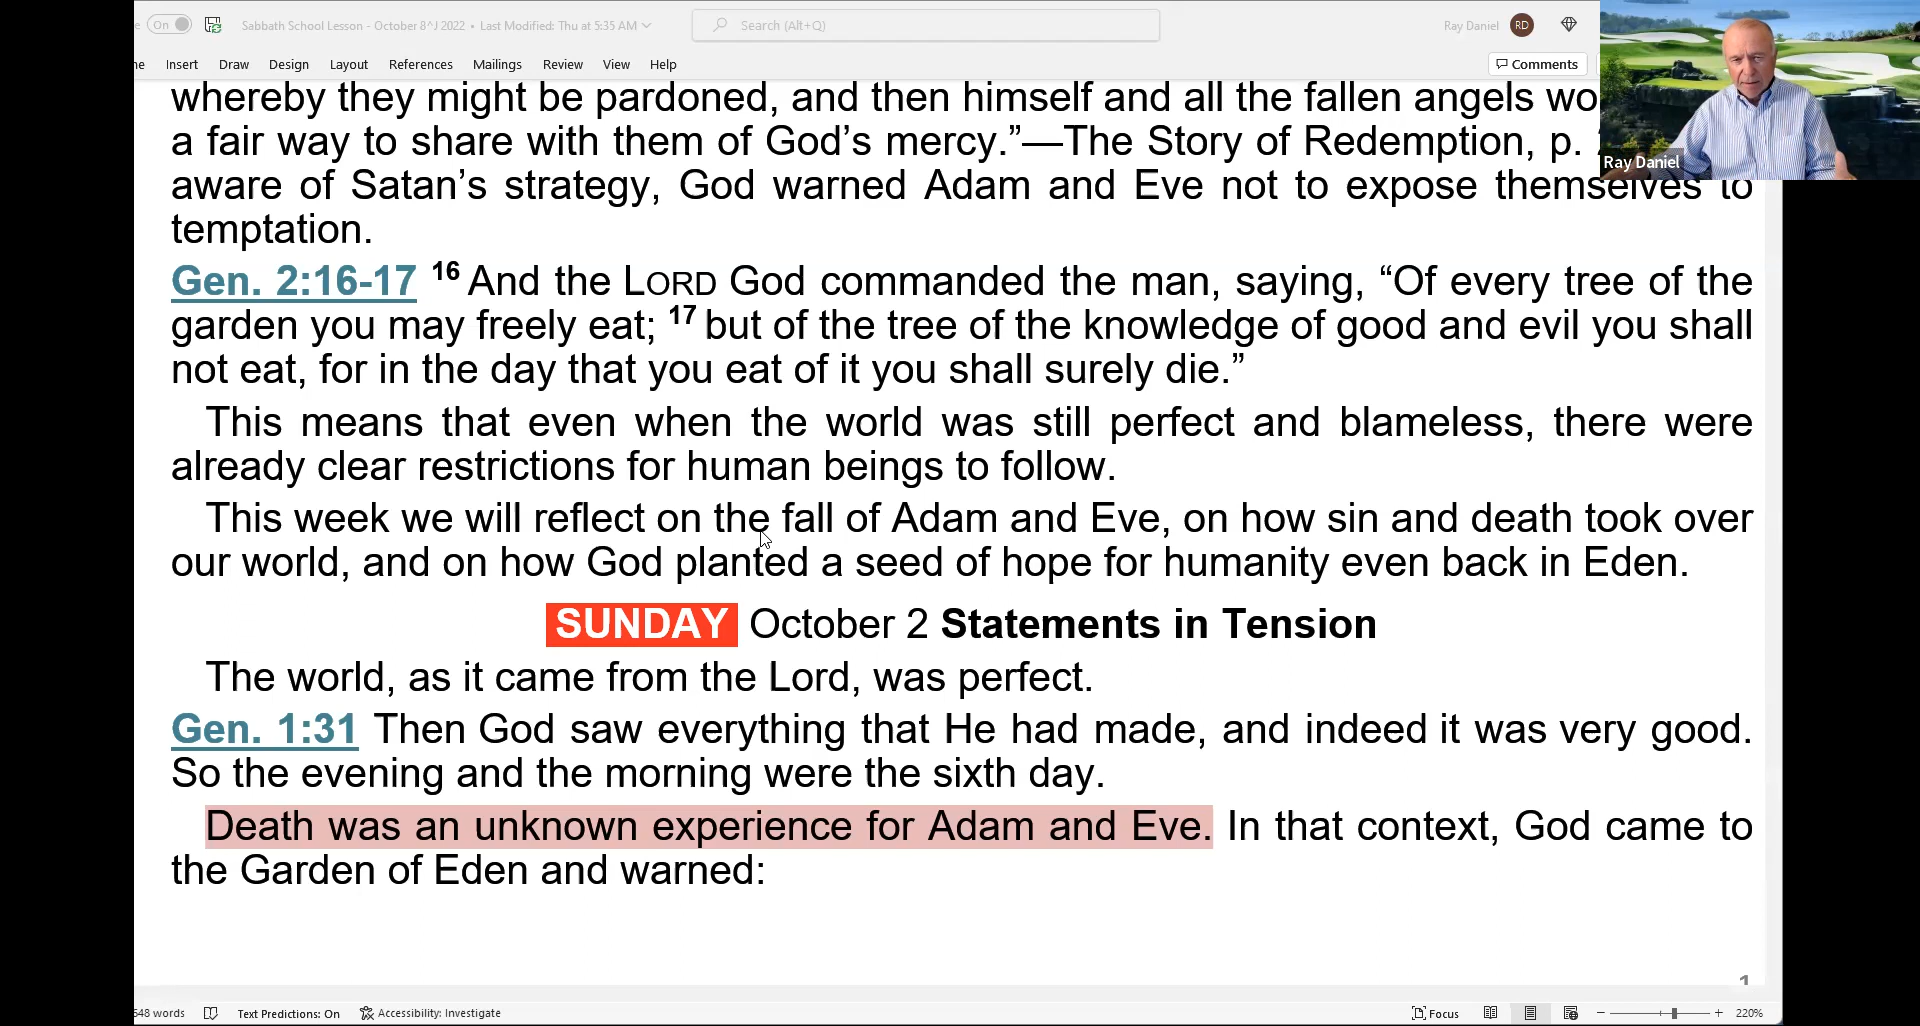 On Sabbath School Lesson - October 8^J 2022 • Last Modified: Thu at 5:35 AM Search (Alt+Q) Ray Daniel RD
Insert Draw Design Layout References Mailings Review View Help Comments
whereby they might be pardoned, and then himself and all the fallen angels wo
a fair way to share with them of God’s mercy.”—The Story of Redemption, p.
Ray Daniel
aware of Satan’s strategy, God warned Adam and Eve not to expose themselves to
temptation.
Gen. 2:16-17 16 And the LORD God commanded the man, saying, “Of every tree of the
garden you may freely eat; 17 but of the tree of the knowledge of good and evil you shall
not eat, for in the day that you eat of it you shall surely die.”
This means that even when the world was still perfect and blameless, there were
already clear restrictions for human beings to follow.
This week we will reflect on the fall of Adam and Eve, on how sin and death took over
our world, and on how God planted a seed of hope for humanity even back in Eden.
SUNDAY October 2 Statements in Tension
The world, as it came from the Lord, was perfect.
Gen. 1:31 Then God saw everything that He had made, and indeed it was very good.
So the evening and the morning were the sixth day.
Death was an unknown experience for Adam and Eve. In that context, God came to
the Garden of Eden and warned:
1
648 words Text Predictions: On Accessibility: Investigate Focus 220%